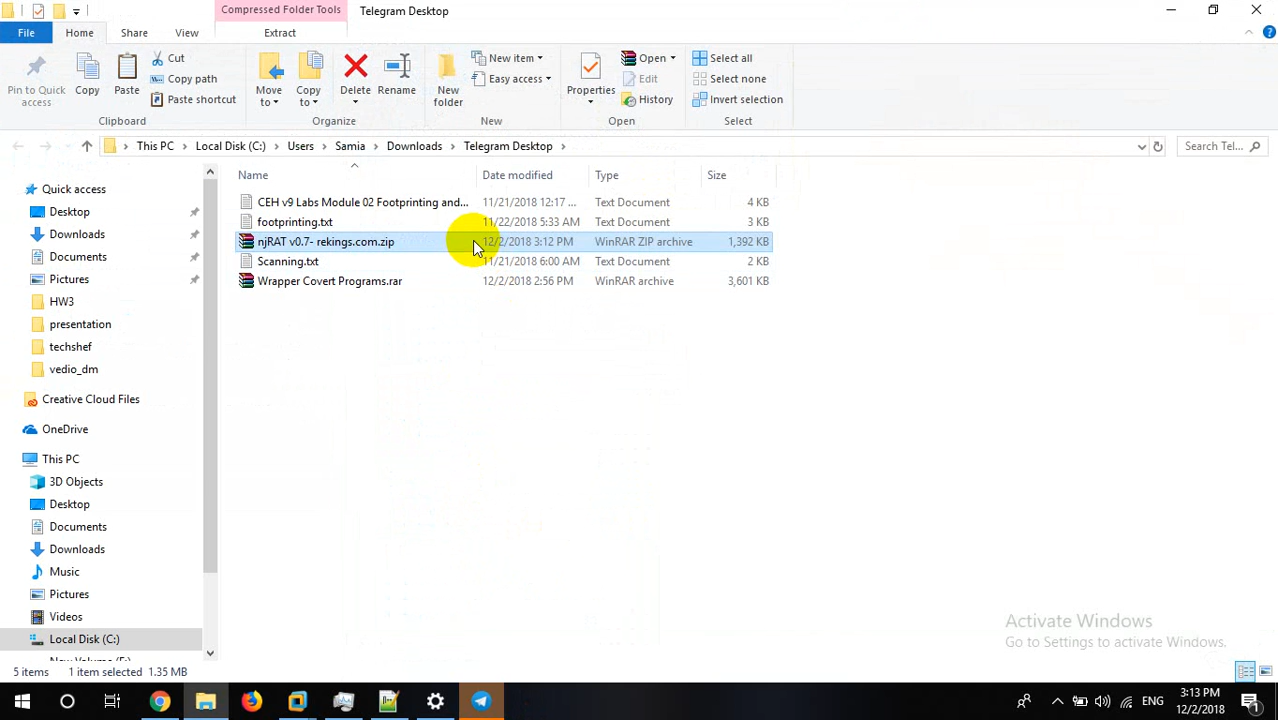 Compressed Folder Tools
Telegram Desktop
File
Home
Share
View
Extract
Pin to Quick access
Copy
Paste
Cut
Copy path
Paste shortcut
Clipboard
Move to
Copy to
Delete
Rename
Organize
New folder
New item
Easy access
New
Properties
Open
Edit
History
Open
Select all
Select none
Invert selection
Select
This PC
Local Disk (C:)
Users
Samia
Downloads
Telegram Desktop
Search Tel...
Name
Date modified
Type
Size
CEH v9 Labs Module 02 Footprinting and... 11/21/2018 12:17 ... Text Document 4 KB
footprinting.txt 11/22/2018 5:33 AM Text Document 3 KB
njRAT v0.7- rekings.com.zip 12/2/2018 3:12 PM WinRAR ZIP archive 1,392 KB
Scanning.txt 11/21/2018 6:00 AM Text Document 2 KB
Wrapper Covert Programs.rar 12/2/2018 2:56 PM WinRAR archive 3,601 KB
Quick access
Desktop
Downloads
Documents
Pictures
HW3
presentation
techshef
vedio_dm
Creative Cloud Files
OneDrive
This PC
3D Objects
Desktop
Documents
Downloads
Music
Pictures
Videos
Local Disk (C:)
New Volume (E:)
Activate Windows
Go to Settings to activate Windows.
5 items 1 item selected 1.35 MB
ENG
3:13 PM
12/2/2018
1